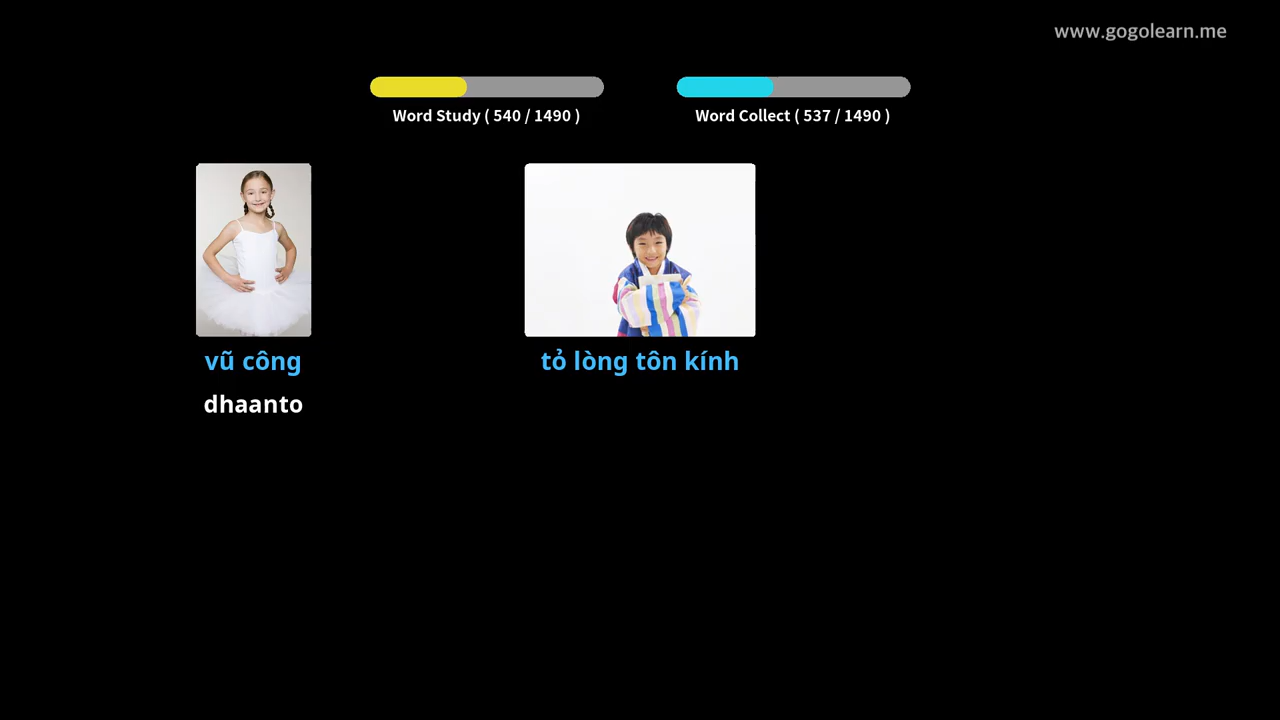 www.gogolearn.me
Word Study ( 540 / 1490 )
Word Collect ( 537 / 1490 )
vũ công
tỏ lòng tôn kính
dhaanto